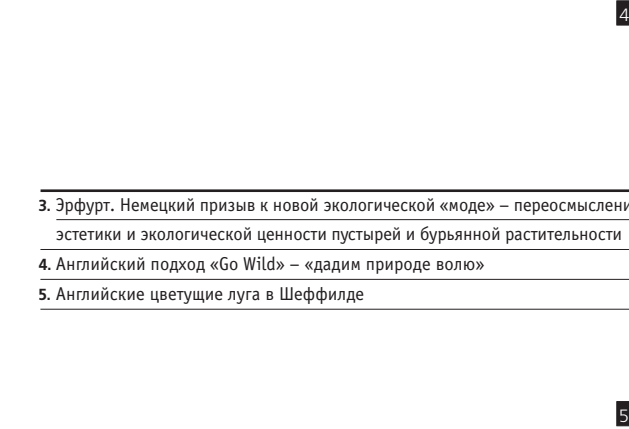 4
3. Эрфурт. Немецкий призыв к новой экологической «моде» – переосмыслени
эстетики и экологической ценности пустырей и бурьянной растительности
4. Английский подход «Go Wild» – «дадим природе волю»
5. Английские цветущие луга в Шеффилде
5